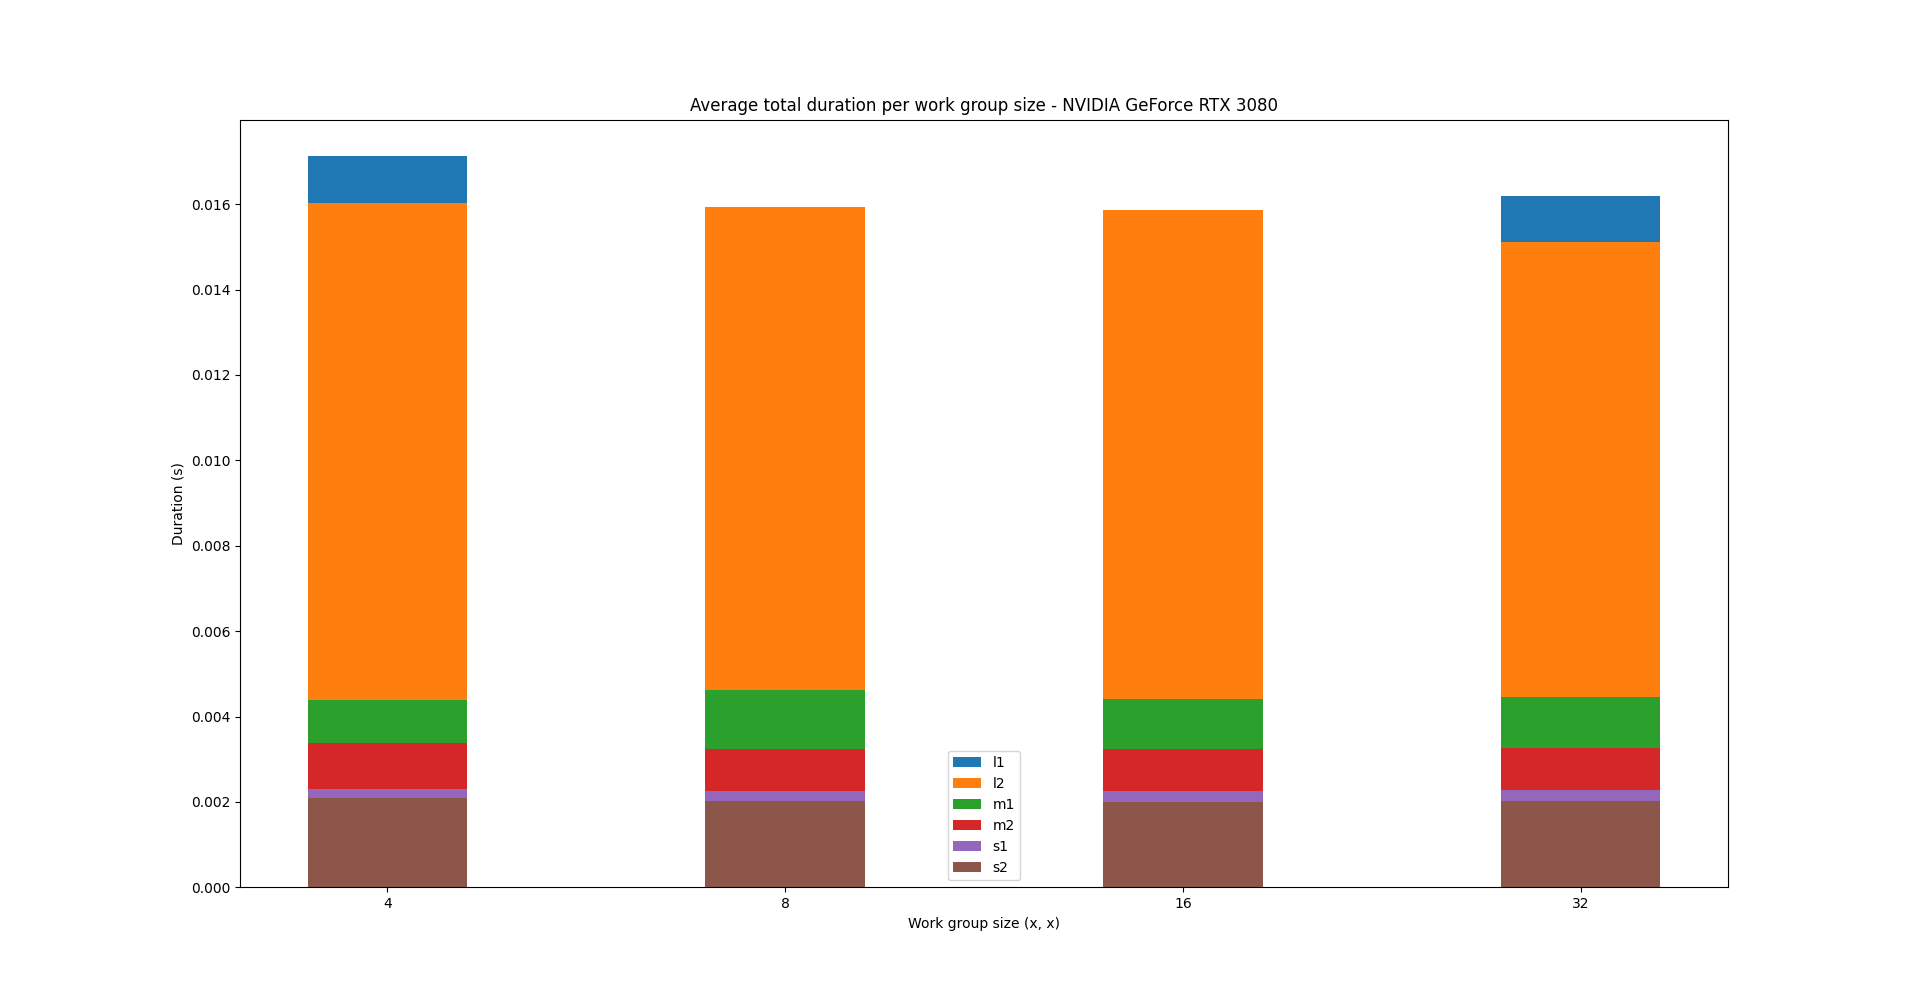 Average total duration per work group size - NVIDIA GeForce RTX 3080
0.016
0.014
0.012
0.010
0.008
0.006
0.004
0.002
0.000
Duration (s)
l1
l2
m1
m2
s1
s2
4 8 16 32
Work group size (x, x)